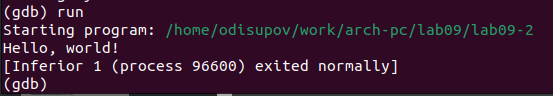 (gdb) run
Starting program: /home/odisupov/work/arch-pc/lab09/lab09-2
Hello, world!
[Inferior 1 (process 96600) exited normally]
(gdb)